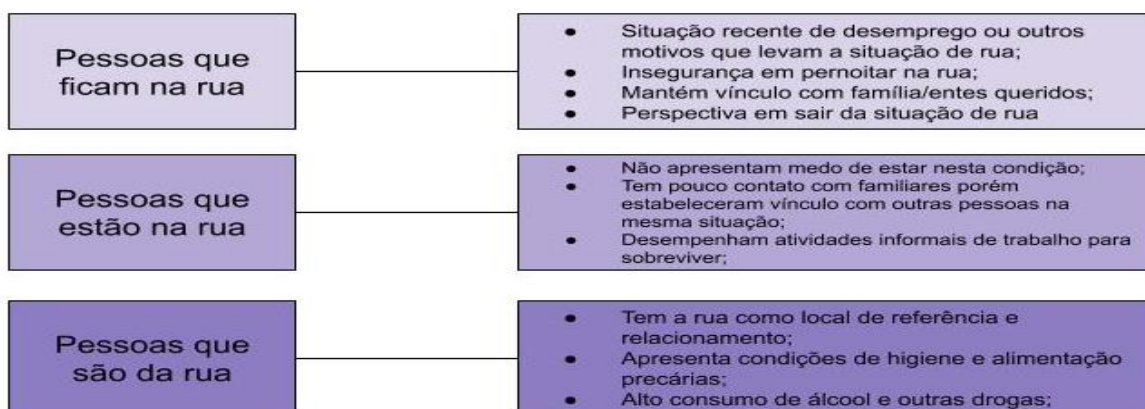 Pessoas que
ficam na rua
• Situação recente de desemprego ou outros
motivos que levam a situação de rua;
• Insegurança em pernoitar na rua;
• Mantém vínculo com família/entes queridos;
• Perspectiva em sair da situação de rua
Pessoas que
estão na rua
• Não apresentam medo de estar nesta condição;
• Tem pouco contato com familiares porém
estabeleceram vínculo com outras pessoas na
mesma situação;
• Desempenham atividades informais de trabalho para
sobreviver;
Pessoas que
são da rua
• Tem a rua como local de referência e
relacionamento;
• Apresenta condições de higiene e alimentação
precárias;
• Alto consumo de álcool e outras drogas;